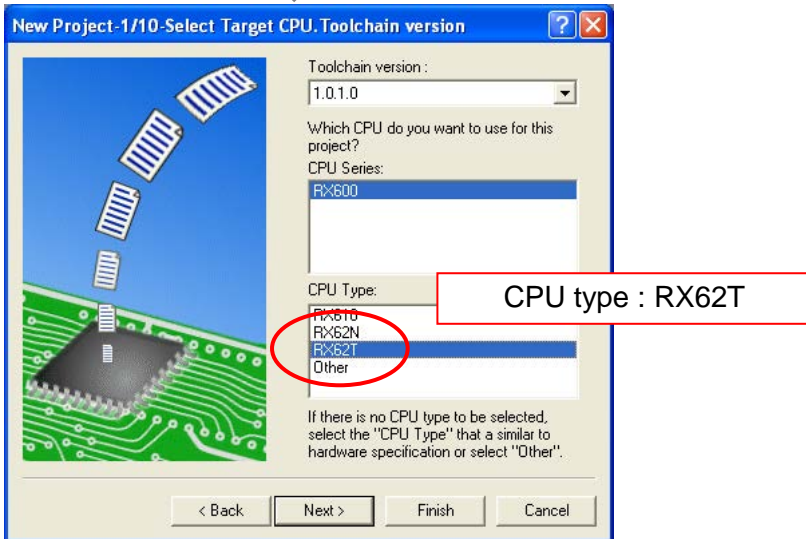 New Project-1/10-Select Target CPU.Toolchain version
Toolchain version :
1.0.1.0
Which CPU do you want to use for this
project?
CPU Series:
RX600
CPU Type:
CPU type : RX62T
RX610
RX62N
RX62T
Other
If there is no CPU type to be selected,
select the "CPU Type" that a similar to
hardware specification or select "Other".
< Back
Next >
Finish
Cancel